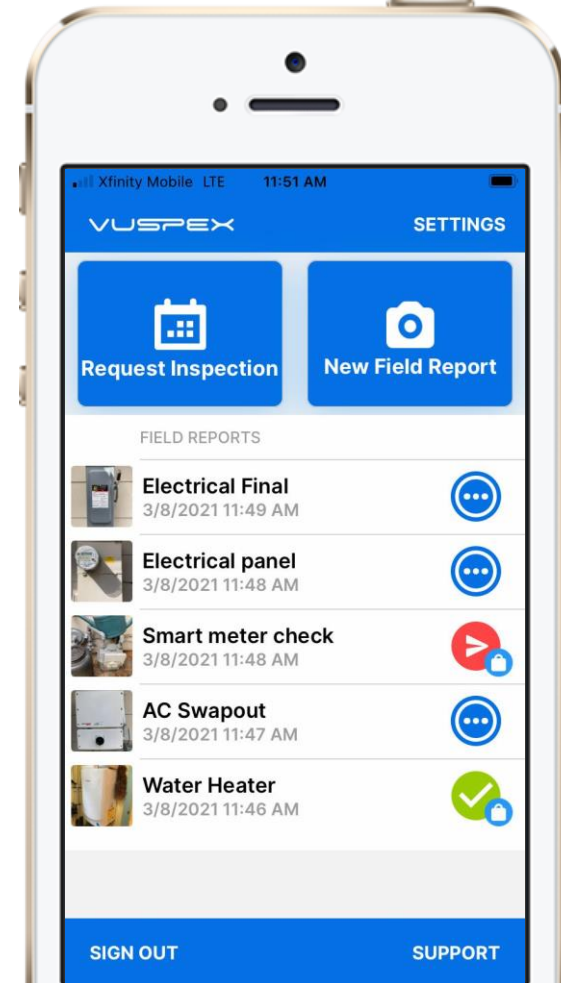 Xfinity Mobile LTE 11:51 AM
VUSPEX SETTINGS
Request Inspection New Field Report
FIELD REPORTS
Electrical Final
3/8/2021 11:49 AM
Electrical panel
3/8/2021 11:48 AM
Smart meter check
3/8/2021 11:48 AM
AC Swapout
3/8/2021 11:47 AM
Water Heater
3/8/2021 11:46 AM
SIGN OUT SUPPORT